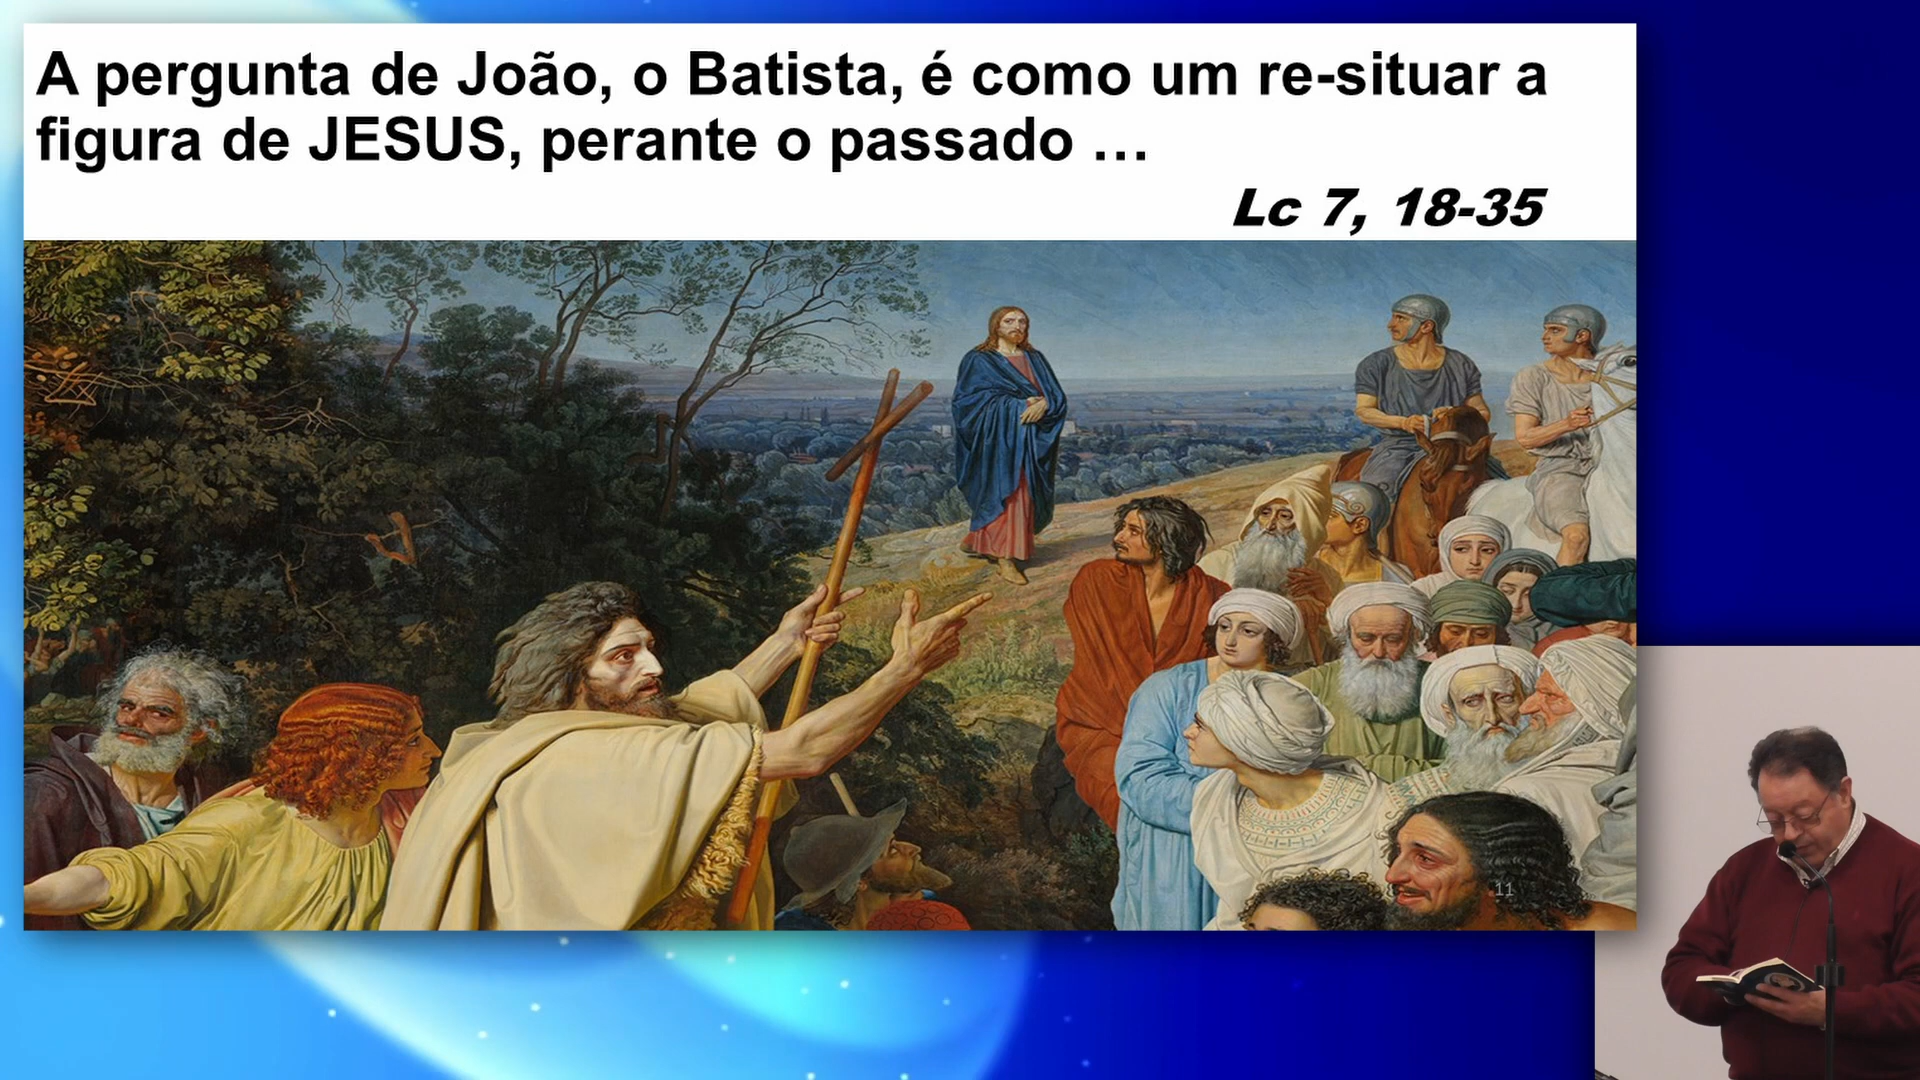 A pergunta de João, o Batista, é como um re-situar a
figura de JESUS, perante o passado …
Lc 7, 18-35
11